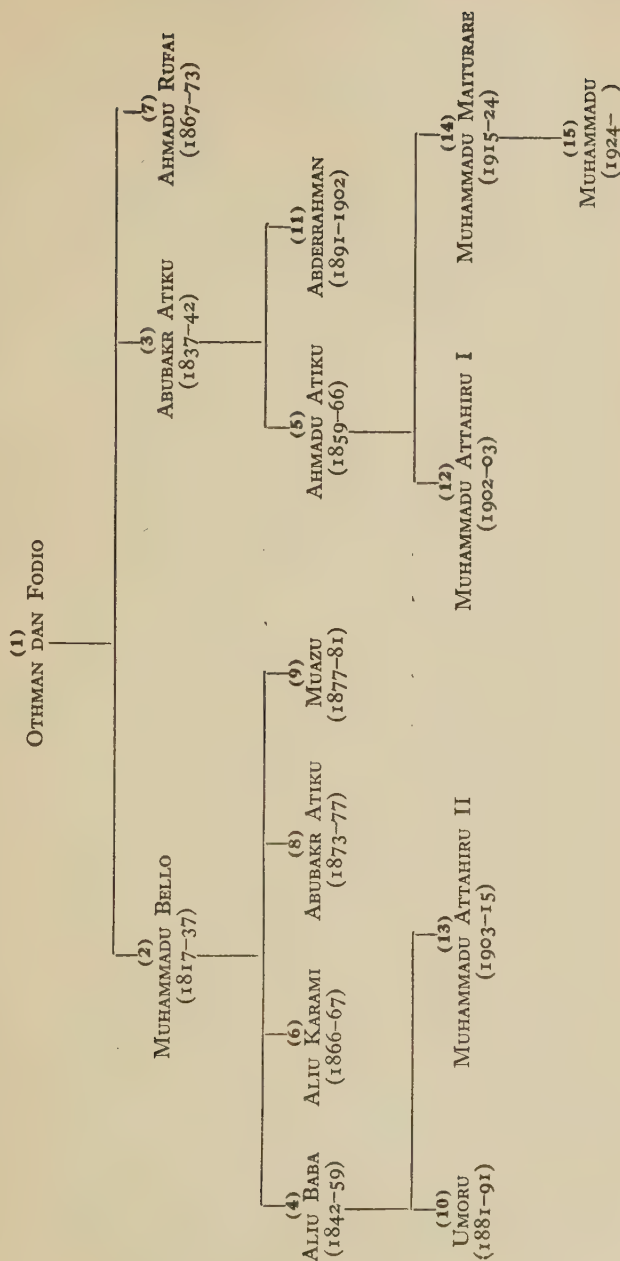 (1)
OTHMAN DAN FODIO
(2)
MUHAMMADU BELLO
(1817–37)
(3)
ABUBAKR ATIKU
(1837–42)
(7)
AHMADU RUFAI
(1867–73)
(4)
ALIU BABA
(1842–59)
(6)
ALIU KARAMI
(1866–67)
(8)
ABUBAKR ATIKU
(1873–77)
(9)
MUAZU
(1877–81)
(5)
AHMADU ATIKU
(1859–66)
(11)
ABDERRAHMAN
(1891–1902)
(10)
UMORU
(1881–91)
(13)
MUHAMMADU ATTAHIRU II
(1903–15)
(12)
MUHAMMADU ATTAHIRU I
(1902–03)
(14)
MUHAMMADU MAITURARE
(1915–24)
(15)
MUHAMMADU
(1924– )